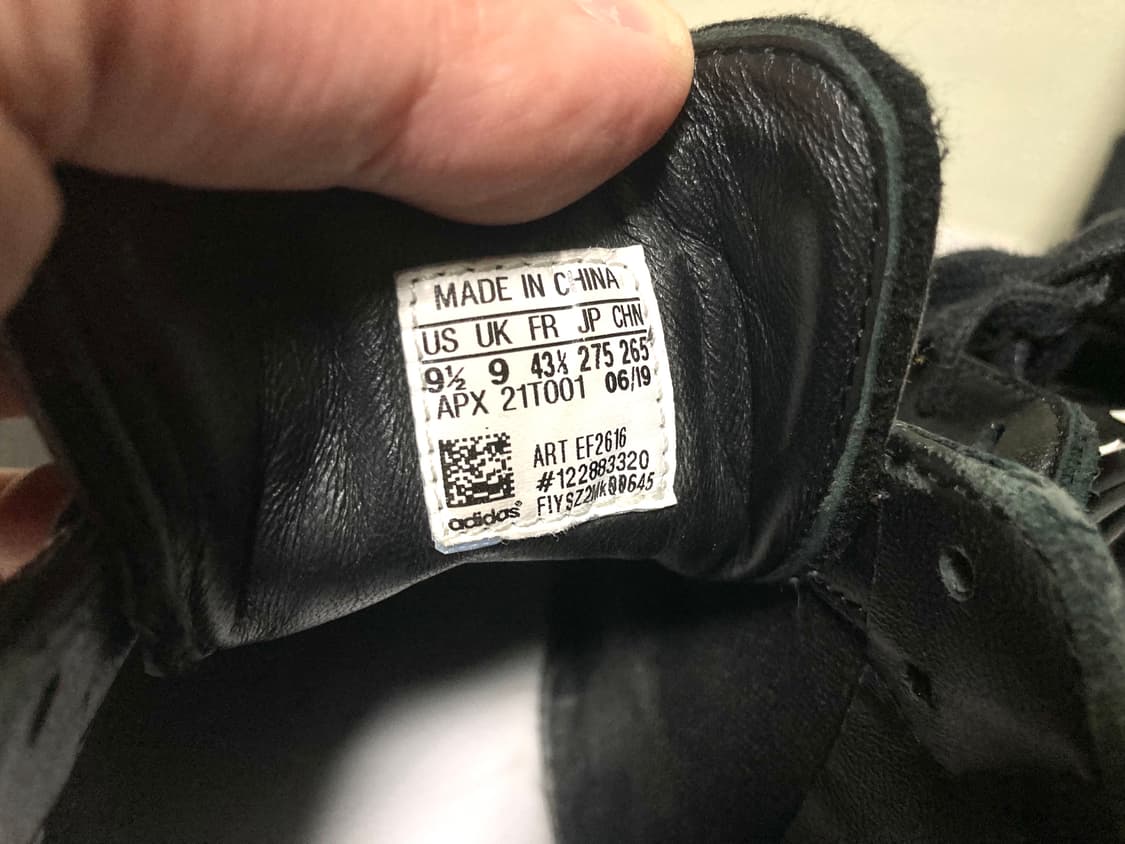 MADE IN CHINA
US UK FR JP CHN
9½ 9 43⅓ 275 265
APX 21T001 06/19
ART EF2616
#122883320
adidas®